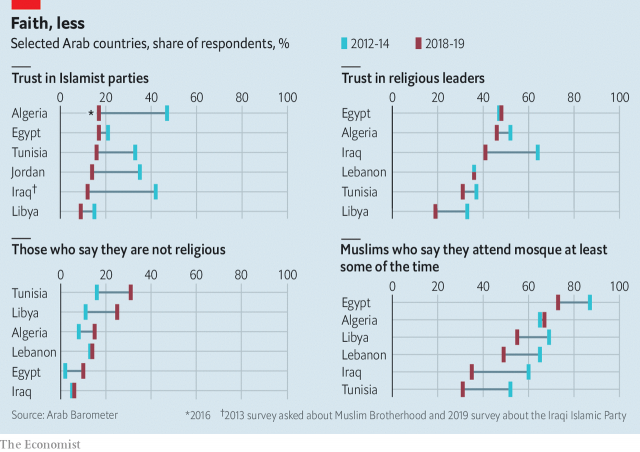 Faith, less
Selected Arab countries, share of respondents, %
2012-14 2018-19
Trust in Islamist parties
0 20 40 60 80 100
Algeria *
Egypt
Tunisia
Jordan
Iraq†
Libya
Trust in religious leaders
0 20 40 60 80 100
Egypt
Algeria
Iraq
Lebanon
Tunisia
Libya
Those who say they are not religious
0 20 40 60 80 100
Tunisia
Libya
Algeria
Lebanon
Egypt
Iraq
Muslims who say they attend mosque at least
some of the time
0 20 40 60 80 100
Egypt
Algeria
Libya
Lebanon
Iraq
Tunisia
Source: Arab Barometer *2016 †2013 survey asked about Muslim Brotherhood and 2019 survey about the Iraqi Islamic Party
The Economist